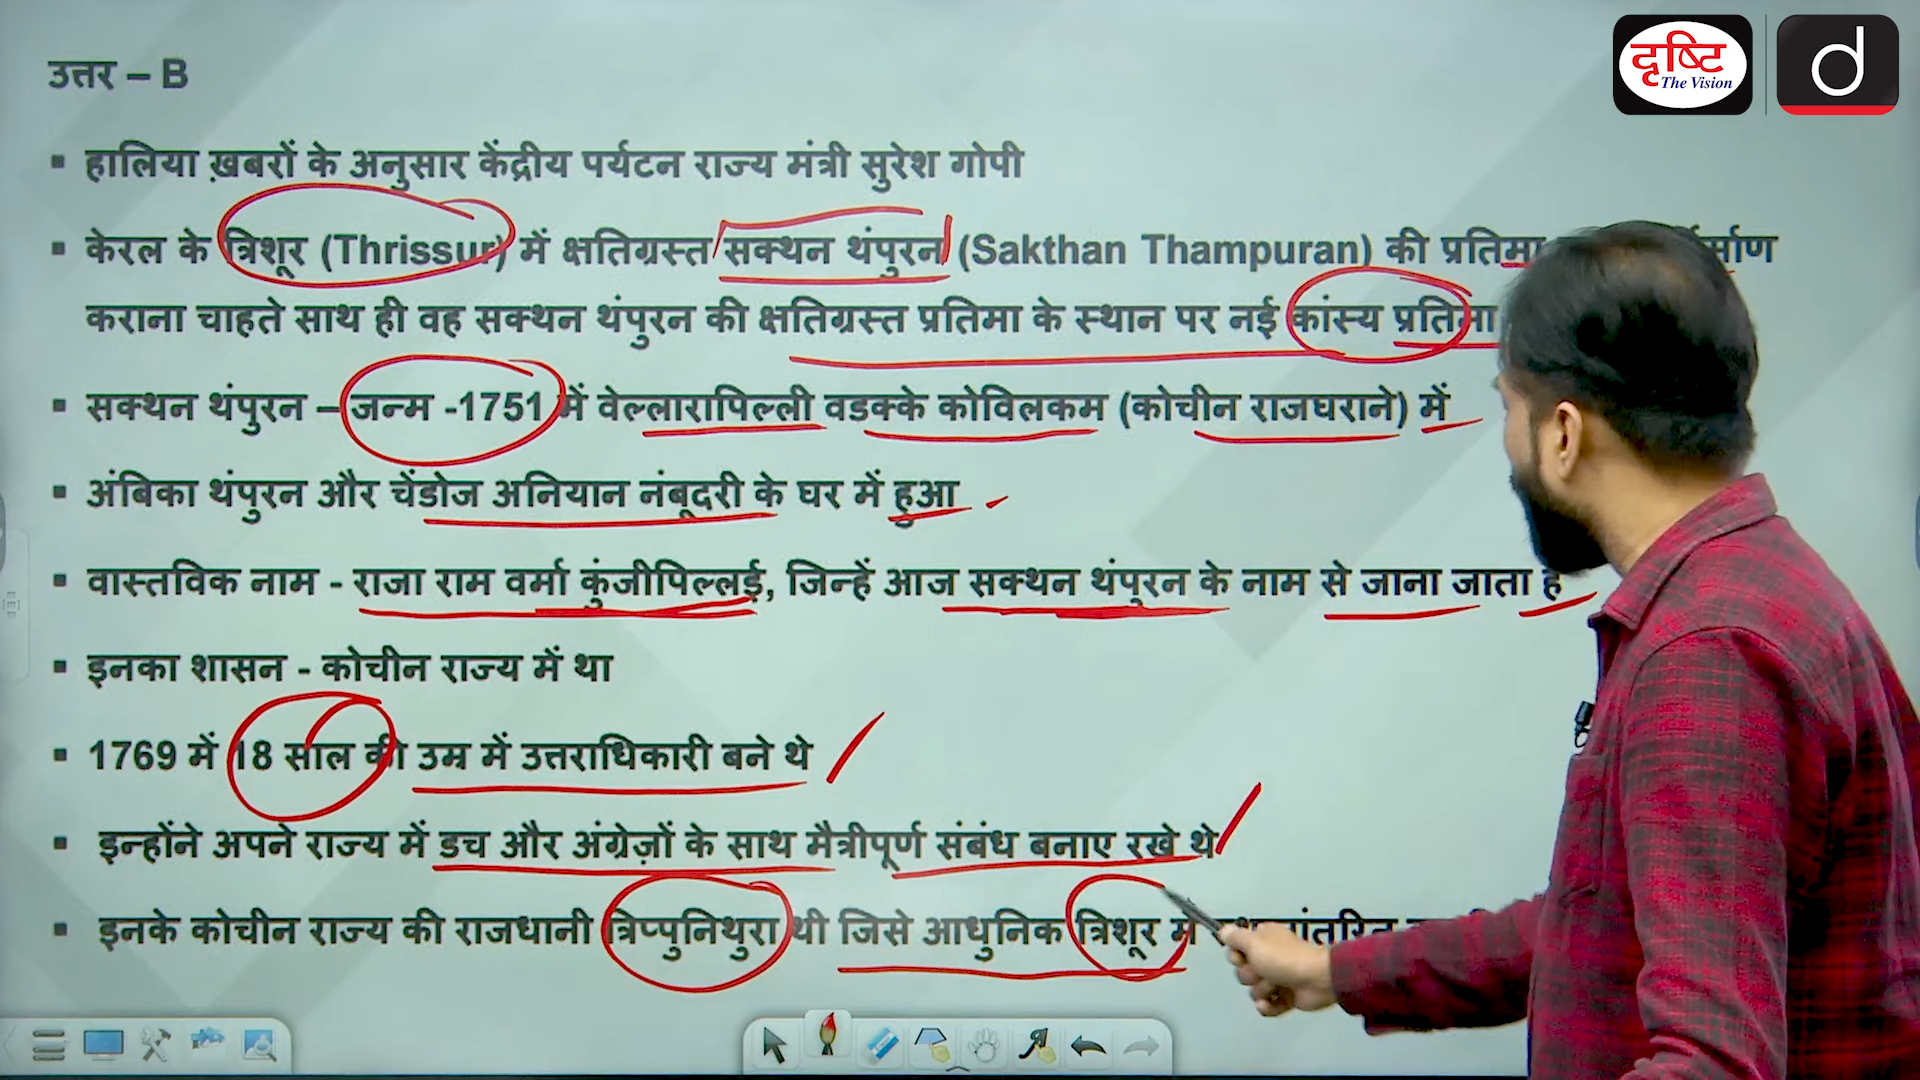 उत्तर – B
दृष्टि
The Vision
d
हालिया ख़बरों के अनुसार केंद्रीय पर्यटन राज्य मंत्री सुरेश गोपी
केरल के त्रिशूर (Thrissur) में क्षतिग्रस्त सक्थन थंपुरन (Sakthan Thampuran) की प्रतिमा
कराना चाहते साथ ही वह सक्थन थंपुरन की क्षतिग्रस्त प्रतिमा के स्थान पर नई कांस्य प्रतिमा
सक्थन थंपुरन – जन्म -1751 में वेल्लारापिल्ली वडक्के कोविलकम (कोचीन राजघराने) में
अंबिका थंपुरन और चेंडोज अनियान नंबूदरी के घर में हुआ
वास्तविक नाम - राजा राम वर्मा कुंजीपिल्लई, जिन्हें आज सक्थन थंपुरन के नाम से जाना जाता है
इनका शासन - कोचीन राज्य में था
1769 में 18 साल की उम्र में उत्तराधिकारी बने थे
इन्होंने अपने राज्य में डच और अंग्रेज़ों के साथ मैत्रीपूर्ण संबंध बनाए रखे थे
इनके कोचीन राज्य की राजधानी त्रिप्पुनिथुरा थी जिसे आधुनिक त्रिशूर में